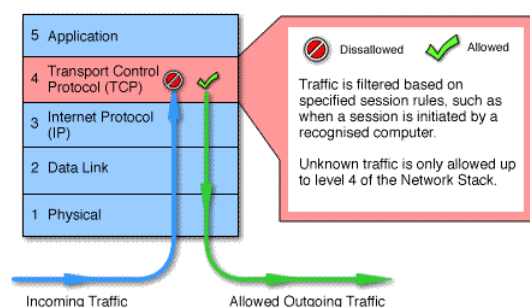 5 Application
4 Transport Control
Protocol (TCP)
3 Internet Protocol
(IP)
2 Data Link
1 Physical
Disallowed
Allowed
Traffic is filtered based on
specified session rules, such as
when a session is initiated by a
recognised computer.
Unknown traffic is only allowed up
to level 4 of the Network Stack.
Incoming Traffic
Allowed Outgoing Traffic